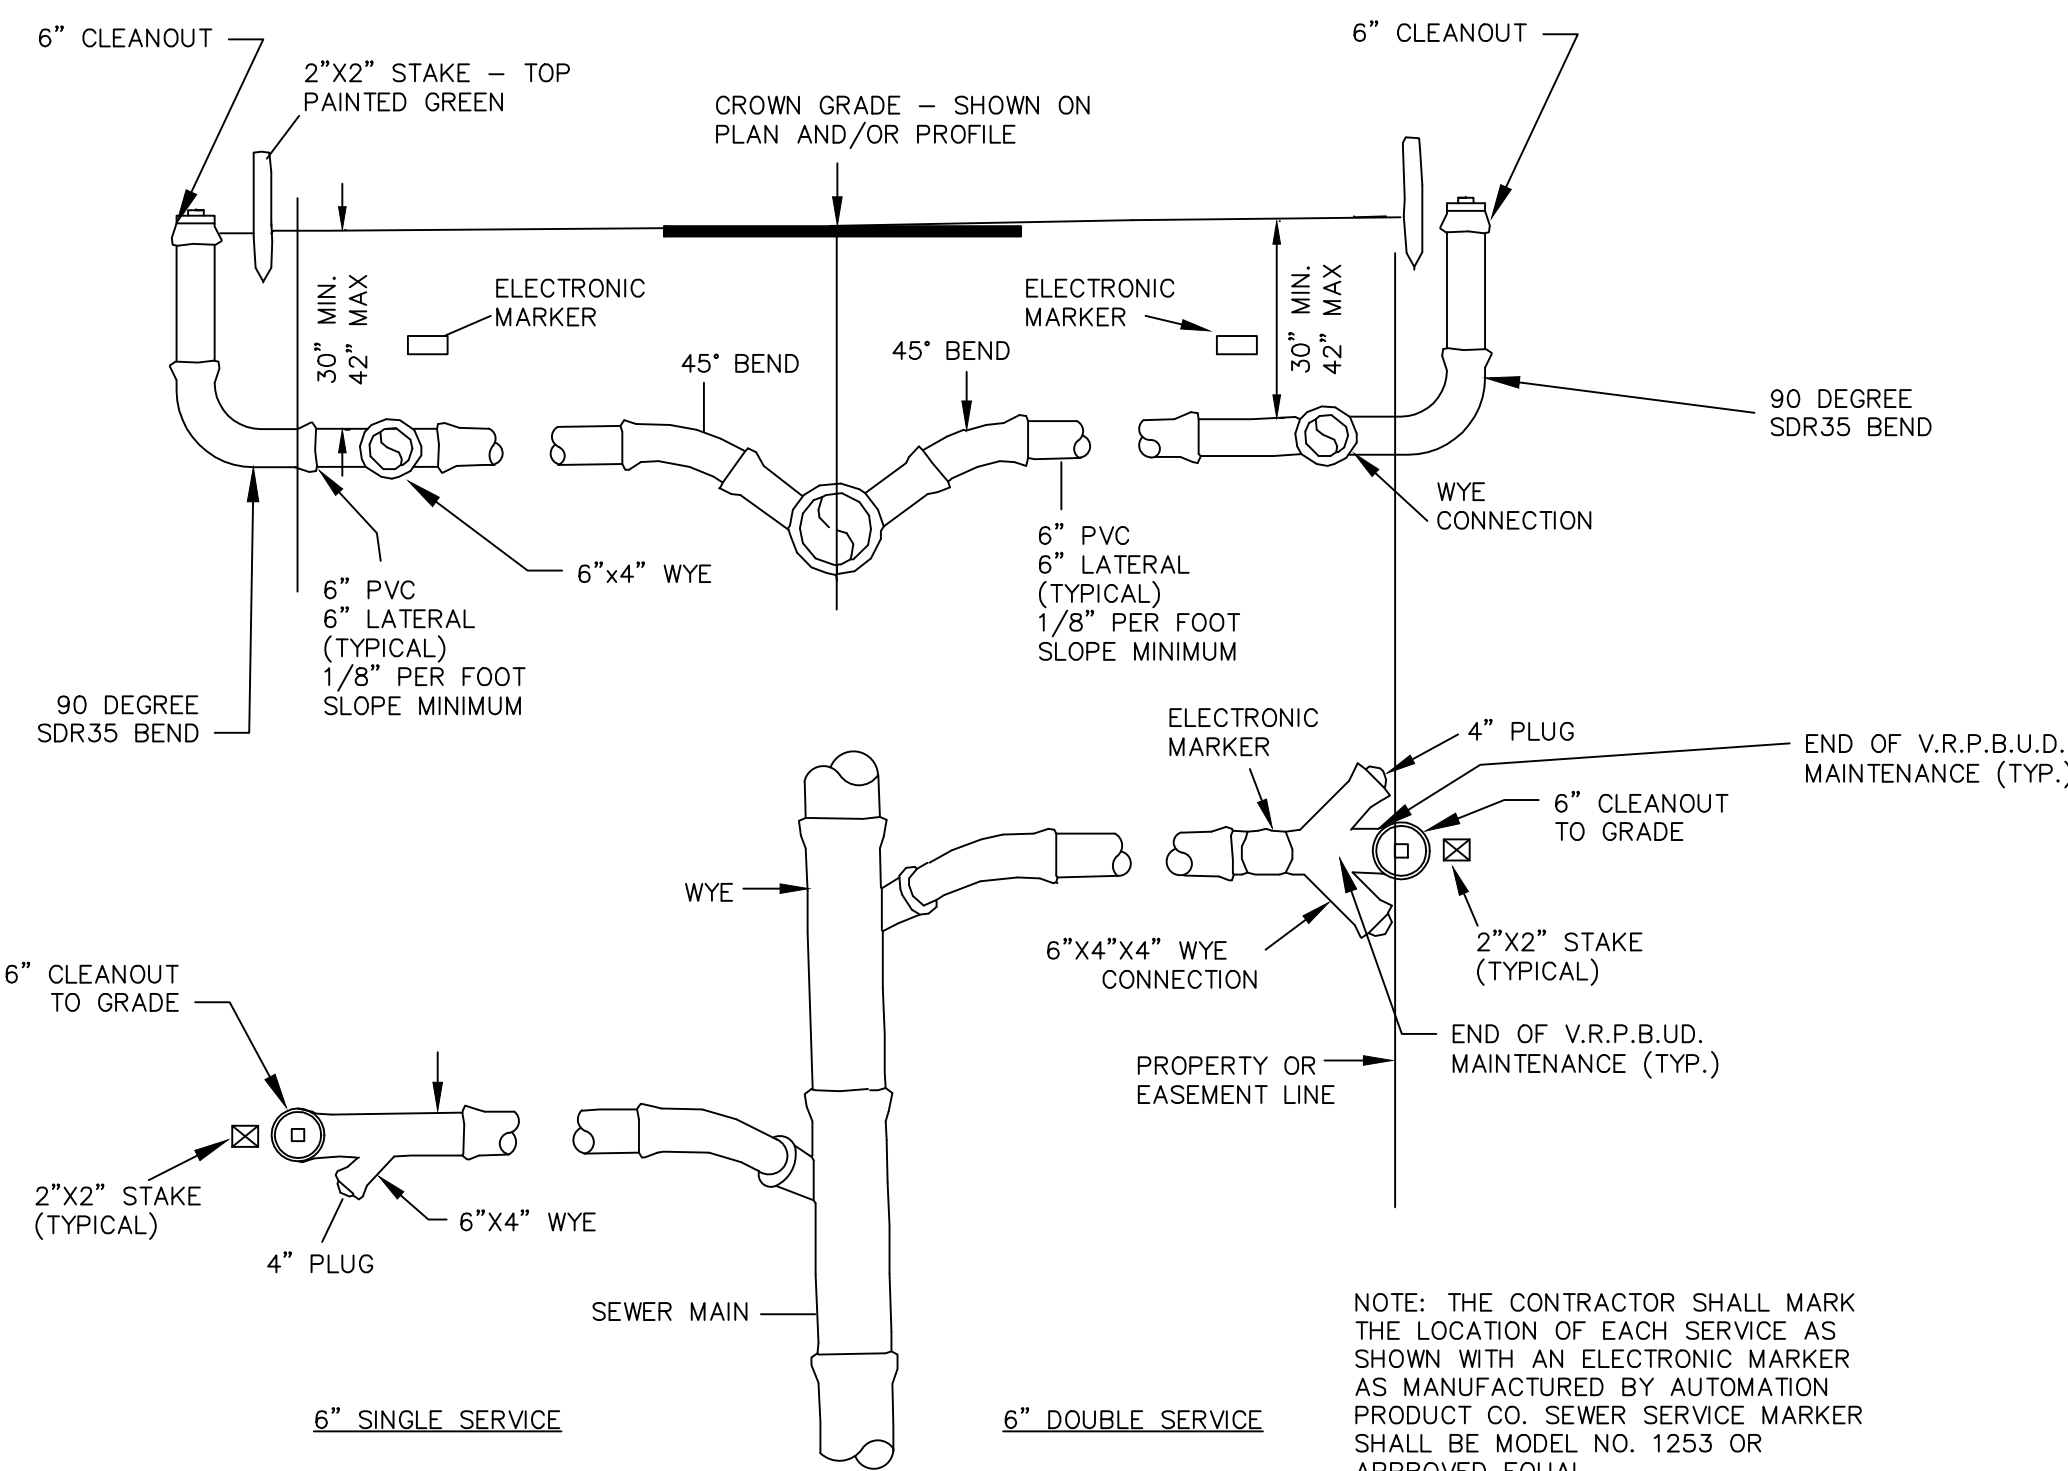 6" CLEANOUT
2"X2" STAKE – TOP
PAINTED GREEN
CROWN GRADE – SHOWN ON
PLAN AND/OR PROFILE
6" CLEANOUT
30" MIN.
42" MAX
ELECTRONIC
MARKER
45° BEND
45° BEND
ELECTRONIC
MARKER
30" MIN.
42" MAX
90 DEGREE
SDR35 BEND
WYE
CONNECTION
6"x4" WYE
6" PVC
6" LATERAL
(TYPICAL)
1/8" PER FOOT
SLOPE MINIMUM
6" PVC
6" LATERAL
(TYPICAL)
1/8" PER FOOT
SLOPE MINIMUM
90 DEGREE
SDR35 BEND
ELECTRONIC
MARKER
4" PLUG
END OF V.R.P.B.U.D.
MAINTENANCE (TYP.)
6" CLEANOUT
TO GRADE
WYE
6"X4"X4" WYE
CONNECTION
2"X2" STAKE
(TYPICAL)
6" CLEANOUT
TO GRADE
END OF V.R.P.B.UD.
MAINTENANCE (TYP.)
PROPERTY OR
EASEMENT LINE
2"X2" STAKE
(TYPICAL)
6"X4" WYE
4" PLUG
SEWER MAIN
6" SINGLE SERVICE
6" DOUBLE SERVICE
NOTE: THE CONTRACTOR SHALL MARK
THE LOCATION OF EACH SERVICE AS
SHOWN WITH AN ELECTRONIC MARKER
AS MANUFACTURED BY AUTOMATION
PRODUCT CO. SEWER SERVICE MARKER
SHALL BE MODEL NO. 1253 OR
APPROVED EQUAL